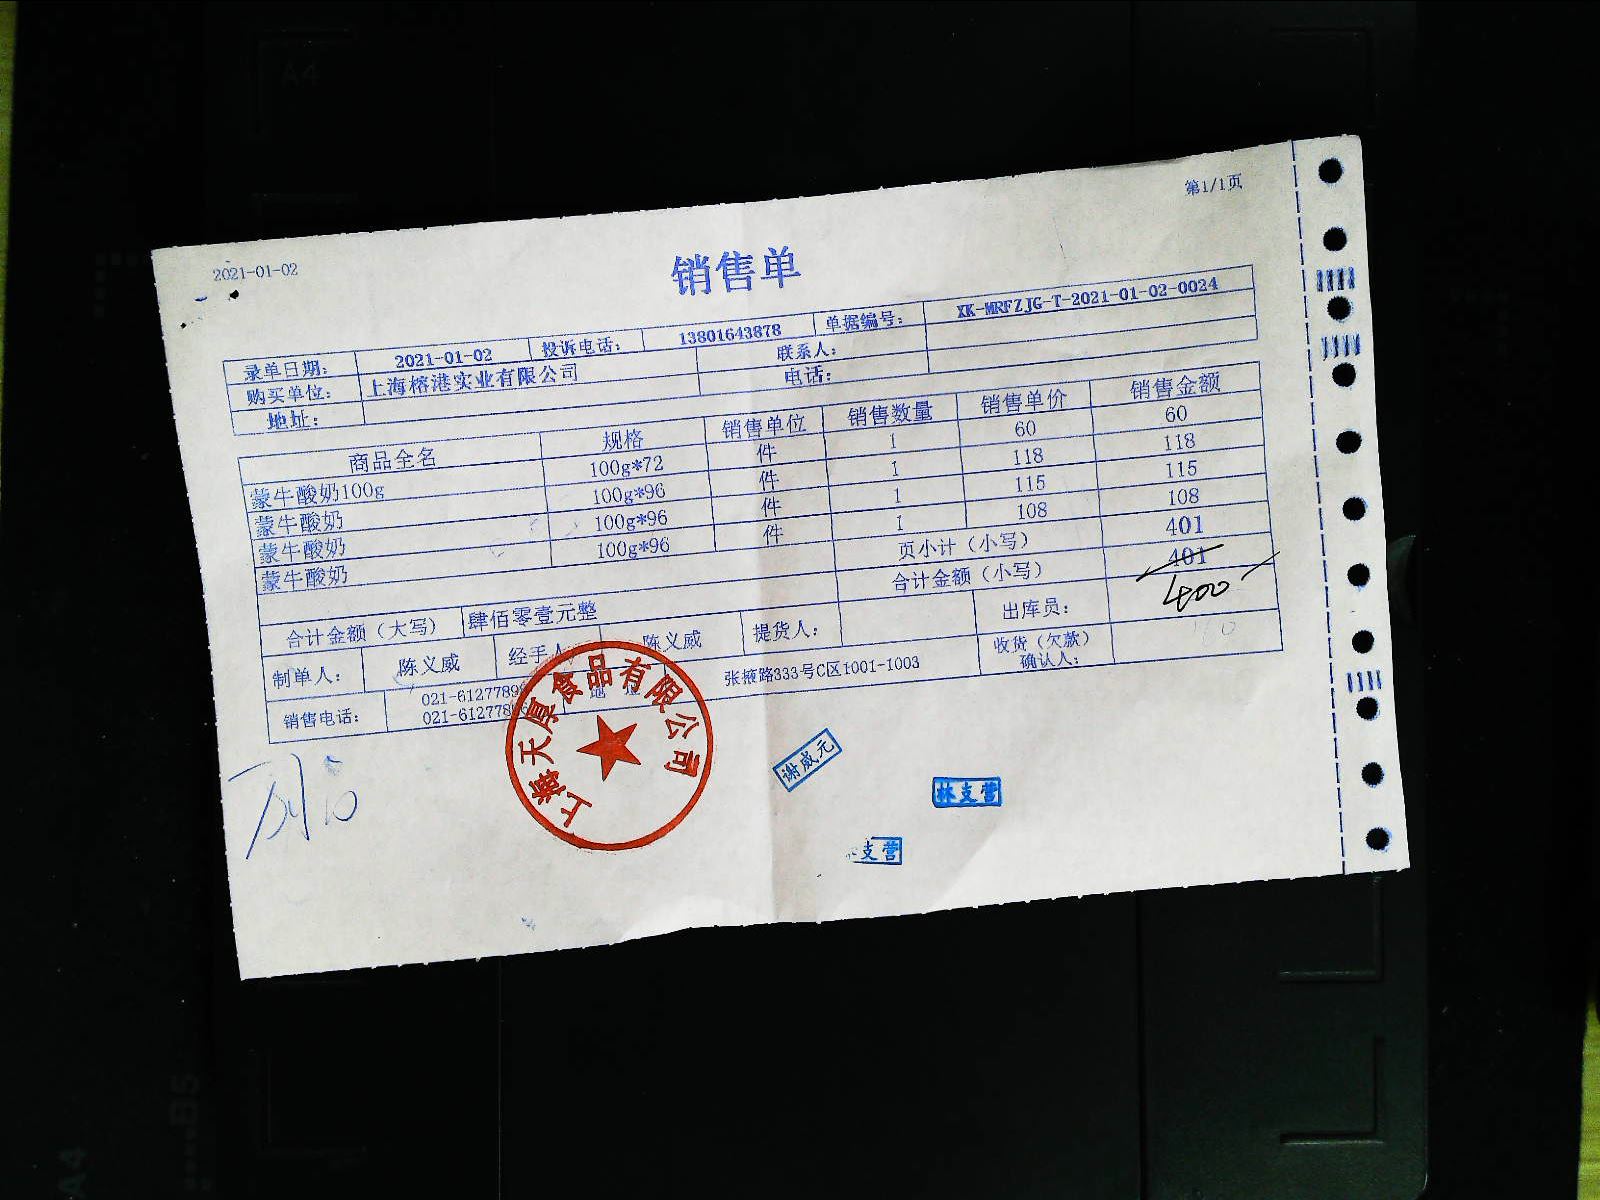 第1/1页
2021-01-02
销售单
录单日期: 2021-01-02 投诉电话: 13801643878 单据编号: XK-MRFZJG-T-2021-01-02-0024
购买单位: 上海榕港实业有限公司 联系人:
地址: 电话:
商品全名 规格 销售单位 销售数量 销售单价 销售金额
蒙牛酸奶100g 100g*72 件 1 60 60
蒙牛酸奶 100g*96 件 1 118 118
蒙牛酸奶 100g*96 件 1 115 115
蒙牛酸奶 100g*96 件 1 108 108
页小计（小写） 401
合计金额（小写） 401
400
合计金额（大写） 肆佰零壹元整
制单人: 陈义威 经手人 陈义威 提货人: 出库员:
销售电话: 021-6127789 地 址 张掖路333号C区1001-1003 收货（欠款）
021-612778 确认人:
上海天厚食品有限公司
谢威元
林支营
支营
A4
A4
B5